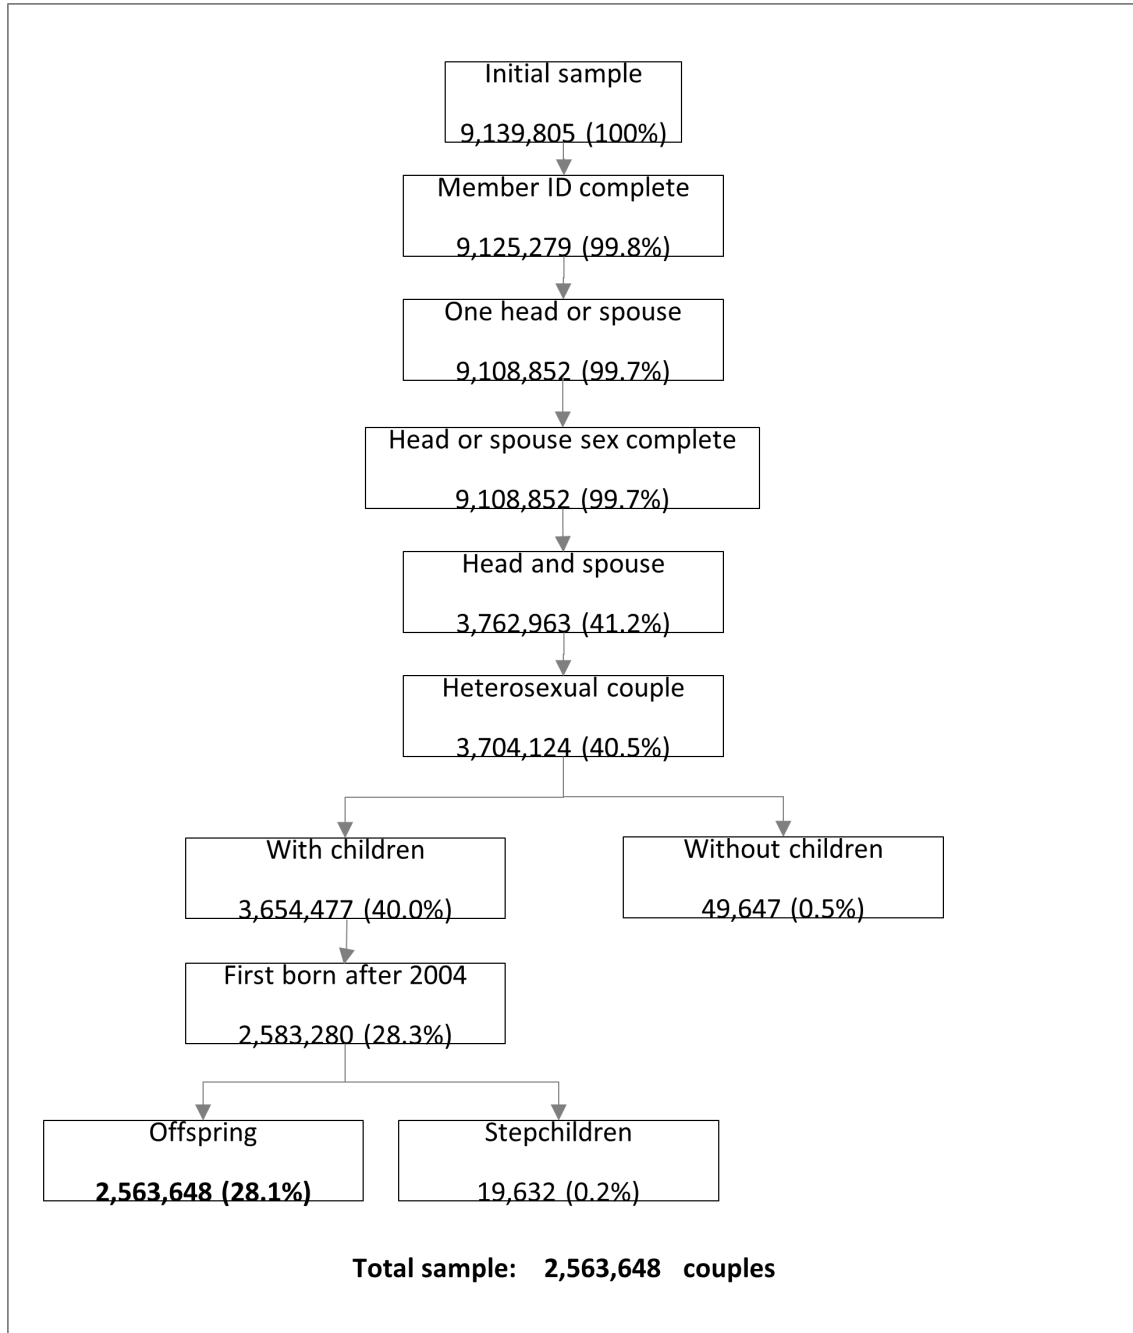 Initial sample
9,139,805 (100%)
Member ID complete
9,125,279 (99.8%)
One head or spouse
9,108,852 (99.7%)
Head or spouse sex complete
9,108,852 (99.7%)
Head and spouse
3,762,963 (41.2%)
Heterosexual couple
3,704,124 (40.5%)
With children
3,654,477 (40.0%)
Without children
49,647 (0.5%)
First born after 2004
2,583,280 (28.3%)
Offspring
2,563,648 (28.1%)
Stepchildren
19,632 (0.2%)
Total sample: 2,563,648 couples